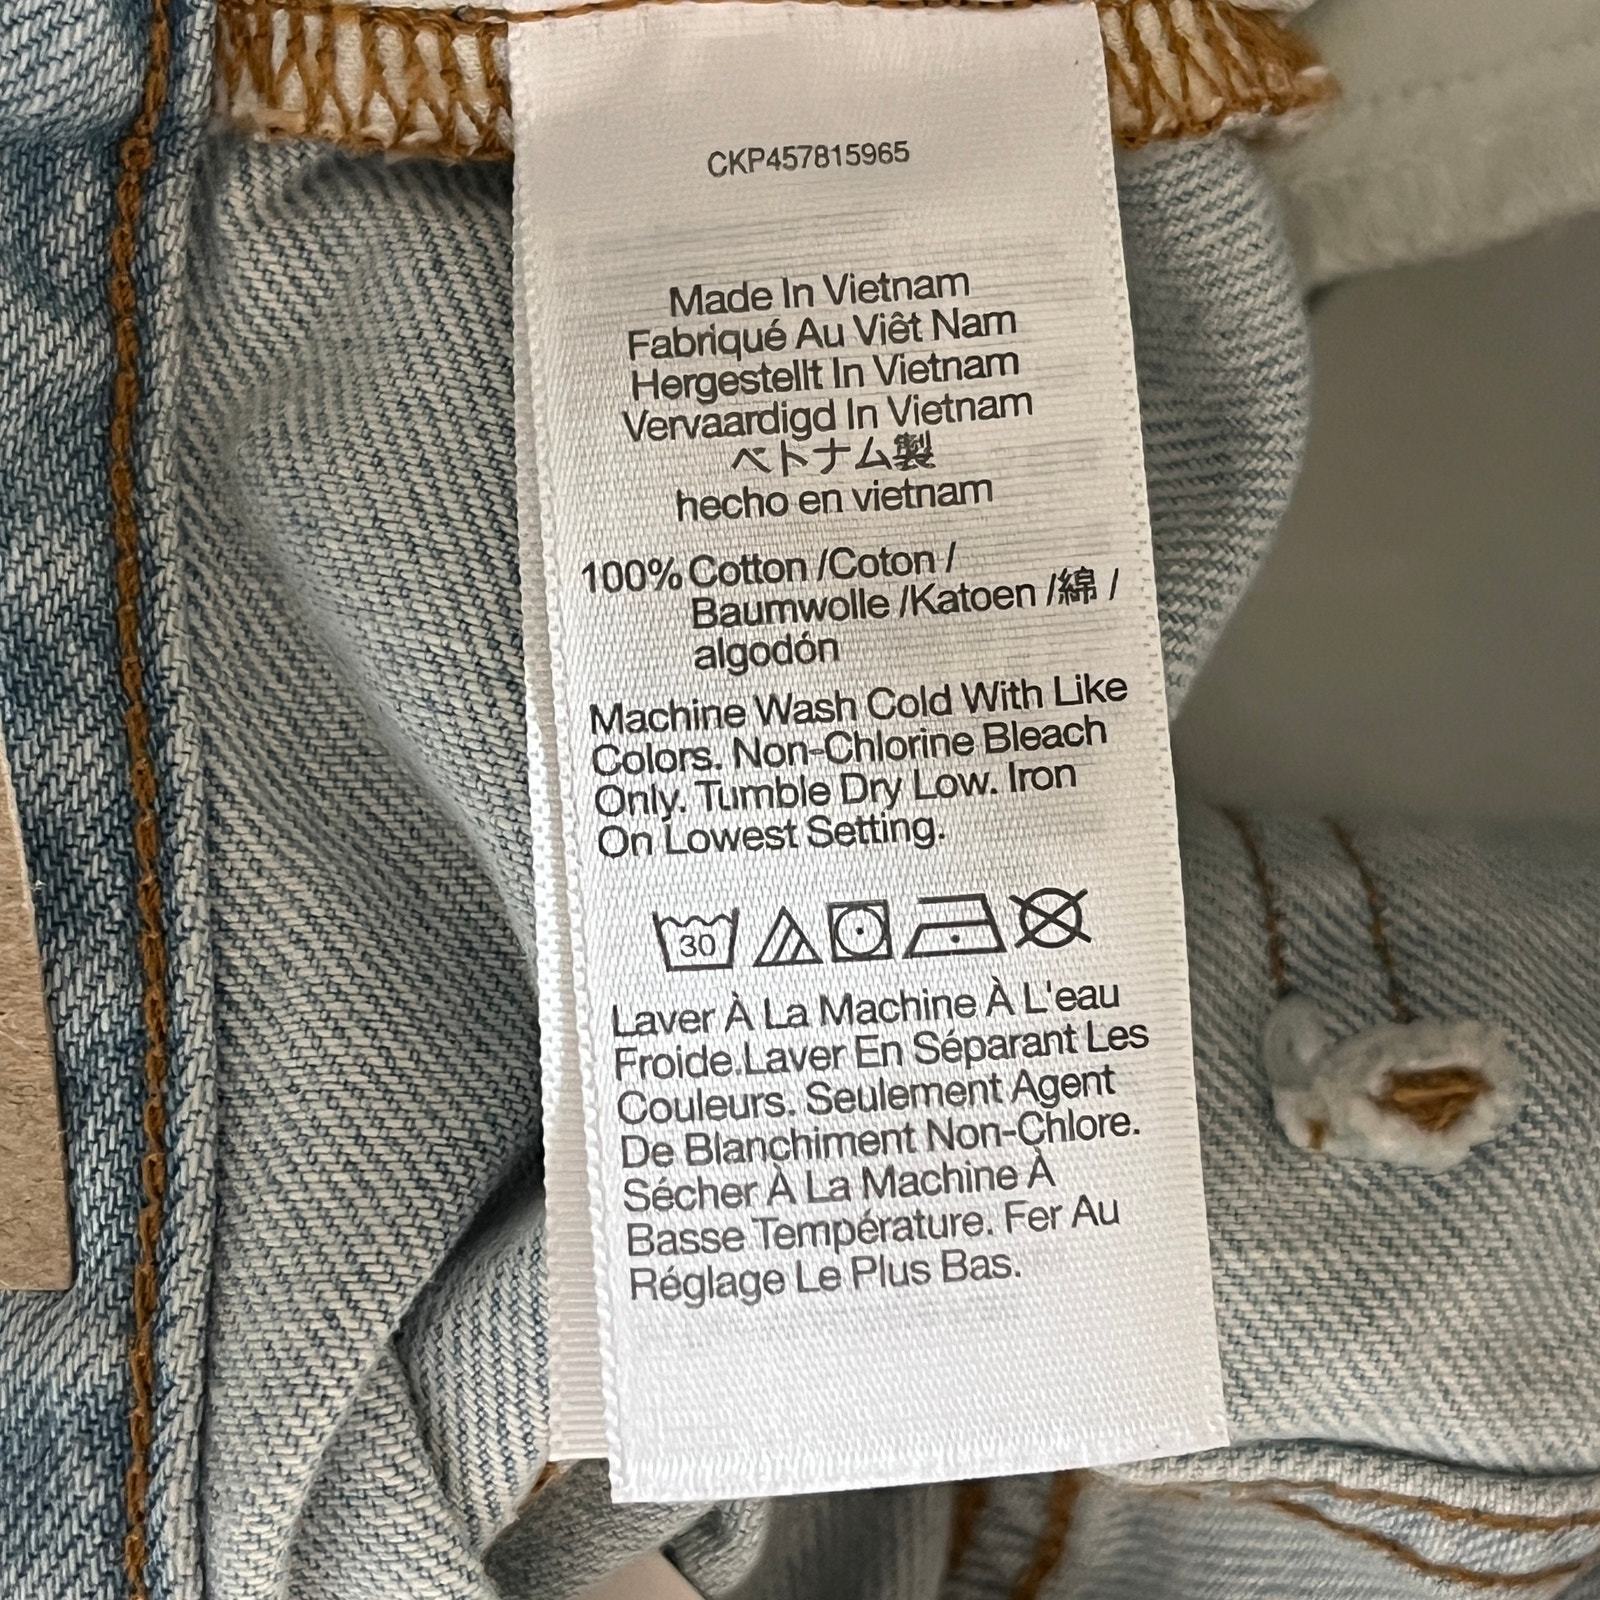 CKP457815965
Made In Vietnam
Fabriqué Au Viêt Nam
Hergestellt In Vietnam
Vervaardigd In Vietnam
ベトナム製
hecho en vietnam
100% Cotton /Coton /
Baumwolle /Katoen /綿 /
algodón
Machine Wash Cold With Like
Colors. Non-Chlorine Bleach
Only. Tumble Dry Low. Iron
On Lowest Setting.
30
Laver À La Machine À L'eau
Froide.Laver En Séparant Les
Couleurs. Seulement Agent
De Blanchiment Non-Chlore.
Sécher À La Machine À
Basse Température. Fer Au
Réglage Le Plus Bas.